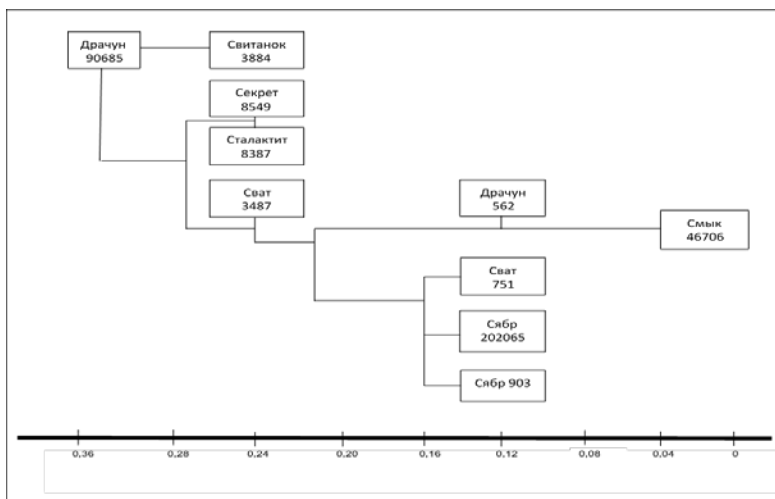 Драчун
90685
Свитанок
3884
Секрет
8549
Сталактит
8387
Сват
3487
Драчун
562
Смык
46706
Сват
751
Сябр
202065
Сябр 903
0,36 0,28 0,24 0,20 0,16 0,12 0,08 0,04 0